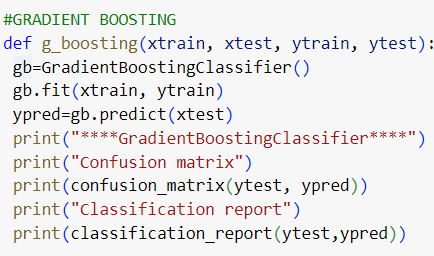 #GRADIENT BOOSTING
def g_boosting(xtrain, xtest, ytrain, ytest):
 gb=GradientBoostingClassifier()
 gb.fit(xtrain, ytrain)
 ypred=gb.predict(xtest)
 print("****GradientBoostingClassifier****")
 print("Confusion matrix")
 print(confusion_matrix(ytest, ypred))
 print("Classification report")
 print(classification_report(ytest,ypred))